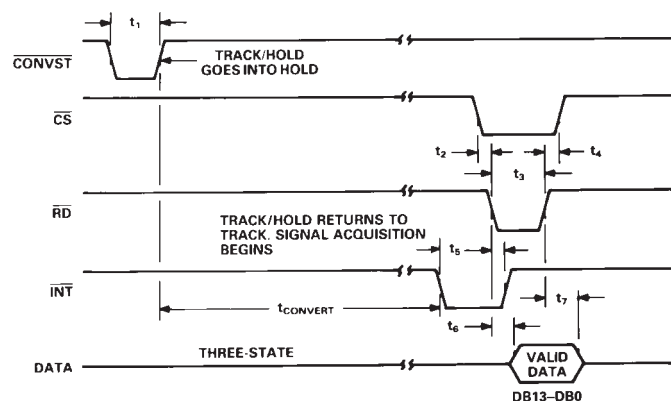 t1
CONVST
TRACK/HOLD
GOES INTO HOLD
CS
t2
t3
t4
RD
TRACK/HOLD RETURNS TO
TRACK. SIGNAL ACQUISITION
BEGINS
t5
INT
tCONVERT
t6
t7
DATA
THREE-STATE
VALID
DATA
DB13–DB0